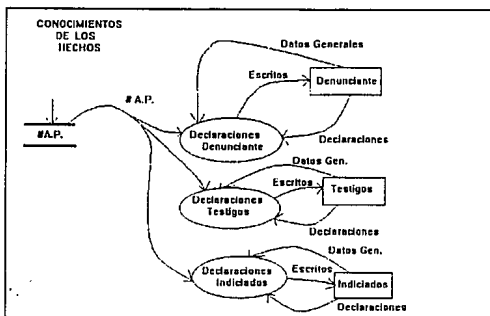 CONOCIMIENTOS
DE LOS
HECHOS
Datos Generales
Escritos
Denunciante
# A.P.
#A.P.
Declaraciones
Denunciante
Declaraciones
Datos Gen.
Escritos
Testigos
Declaraciones
Testigos
Declaraciones
Datos Gen.
Declaraciones
Indiciados
Escritos
Indiciados
Declaraciones